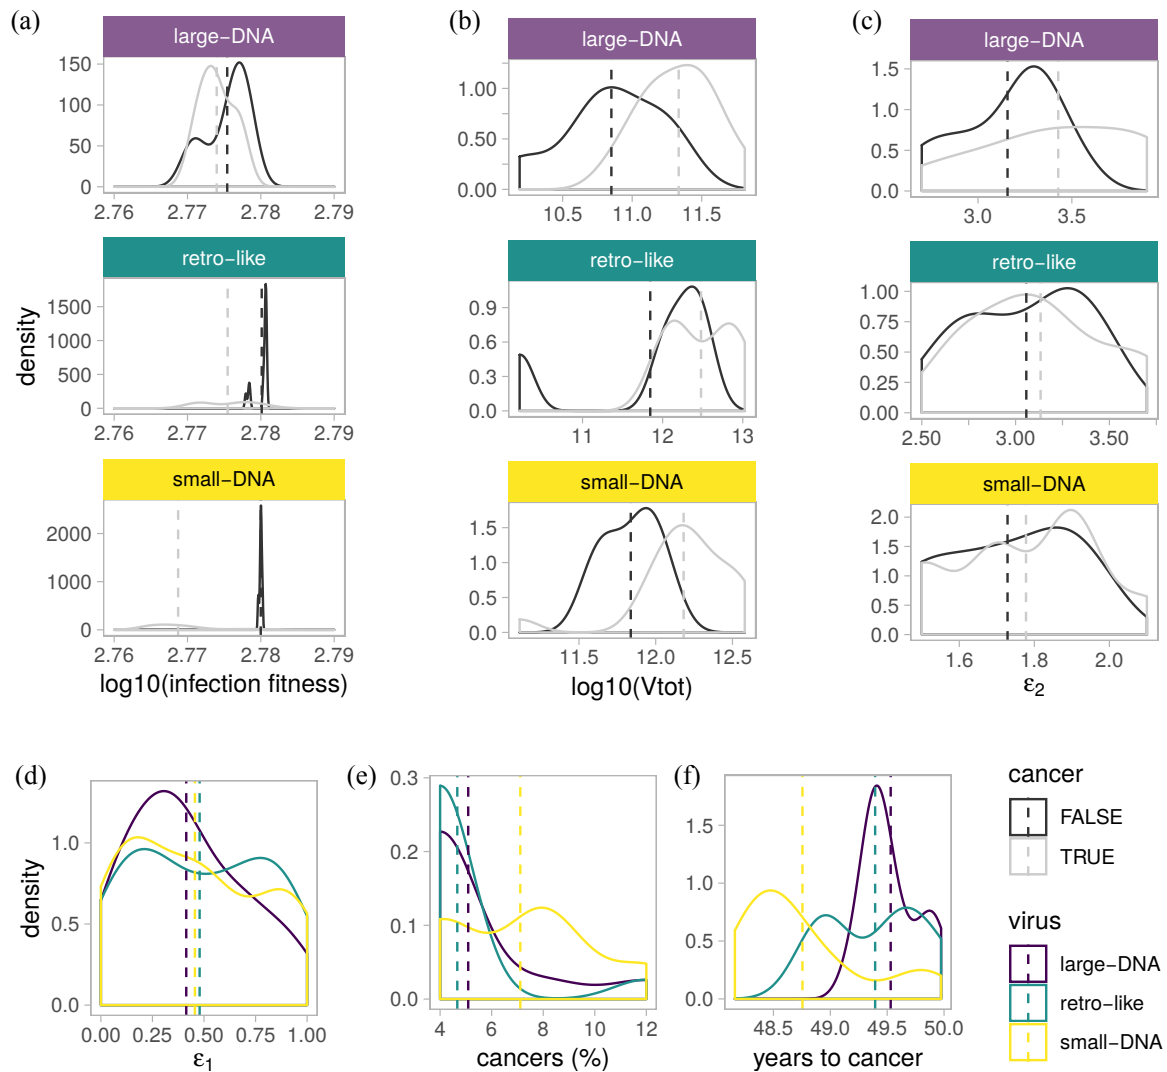 (a)
large−DNA
150
100
50
0
2.76 2.77 2.78 2.79
retro−like
1500
1000
500
0
2.76 2.77 2.78 2.79
small−DNA
2000
1000
0
2.76 2.77 2.78 2.79
log10(infection fitness)
density
(b)
large−DNA
1.00
0.50
0.00
10.5 11.0 11.5
retro−like
0.9
0.6
0.3
0.0
11 12 13
small−DNA
1.5
1.0
0.5
0.0
11.5 12.0 12.5
log10(Vtot)
(c)
large−DNA
1.5
1.0
0.5
0.0
3.0 3.5
retro−like
1.00
0.75
0.50
0.25
0.00
2.50 3.00 3.50
small−DNA
2.0
1.5
1.0
0.5
0.0
1.6 1.8 2.0
ε2
(d)
1.0
0.5
0.0
0.00 0.25 0.50 0.75 1.00
ε1
density
(e)
0.3
0.2
0.1
0.0
4 6 8 10 12
cancers (%)
(f)
1.5
1.0
0.5
0.0
48.5 49.0 49.5 50.0
years to cancer
cancer
FALSE
TRUE
virus
large−DNA
retro−like
small−DNA